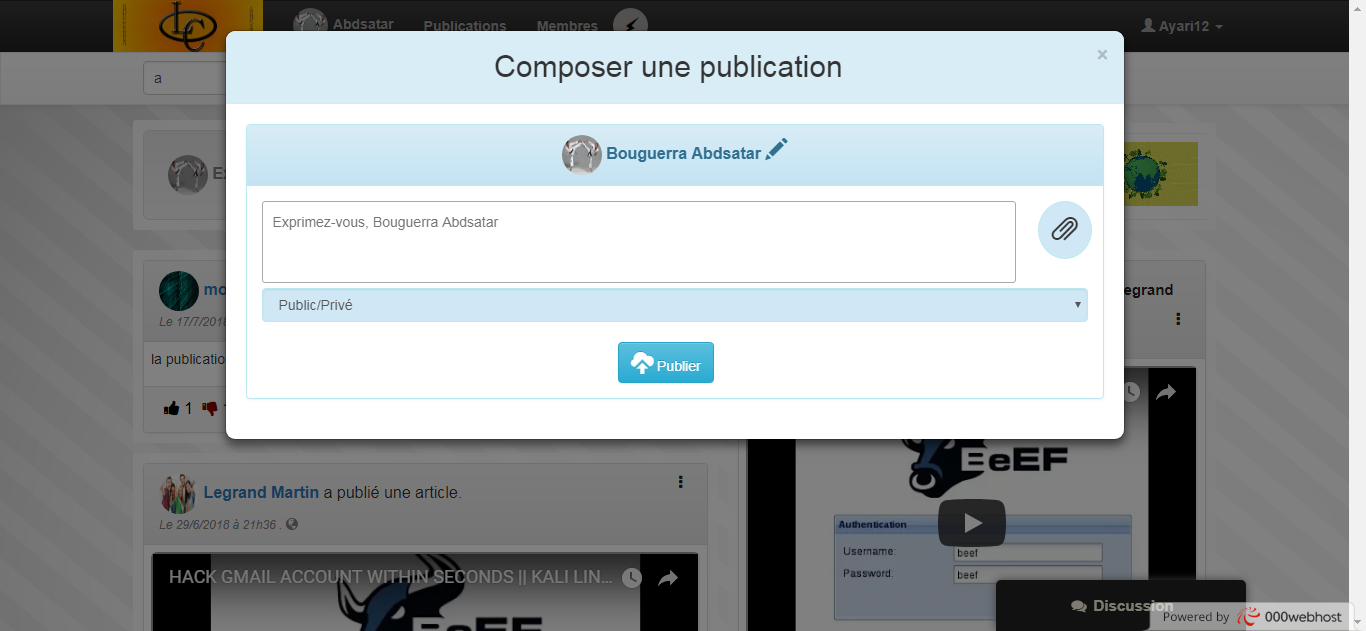 LC
Abdsatar Publications Membres Ayari12
a
Composer une publication
×
Bouguerra Abdsatar
Exprimez-vous, Bouguerra Abdsatar
Public/Privé
Publier
Le 17/7/2018
la publicatio
1
egrand
Legrand Martin a publié une article.
Le 29/6/2018 à 21h36 .
HACK GMAIL ACCOUNT WITHIN SECONDS || KALI LIN...
BeEF
Authentication
Username: beef
Password: beef
Discussion
Powered by 000webhost